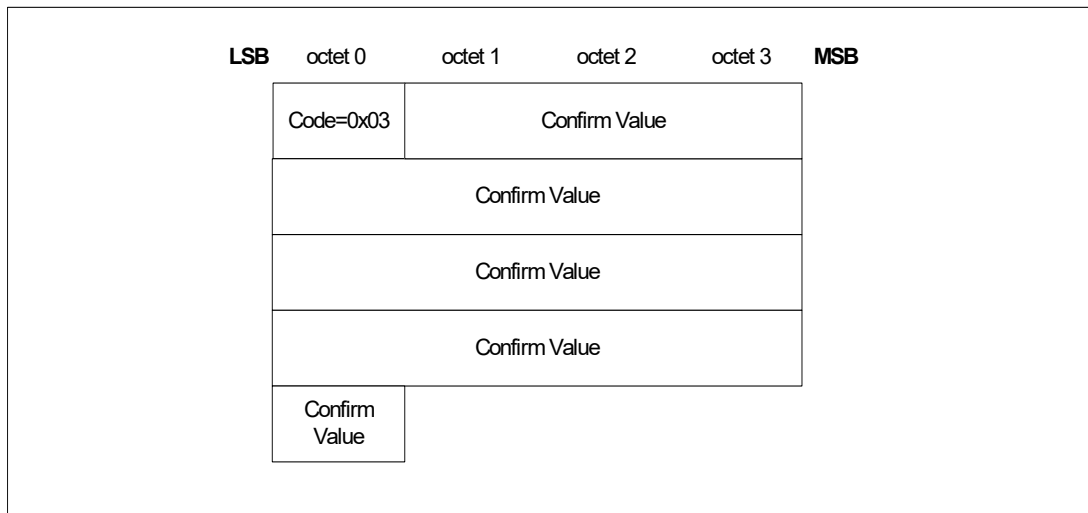 LSB octet 0 octet 1 octet 2 octet 3 MSB
Code=0x03 Confirm Value
Confirm Value
Confirm Value
Confirm Value
Confirm
Value